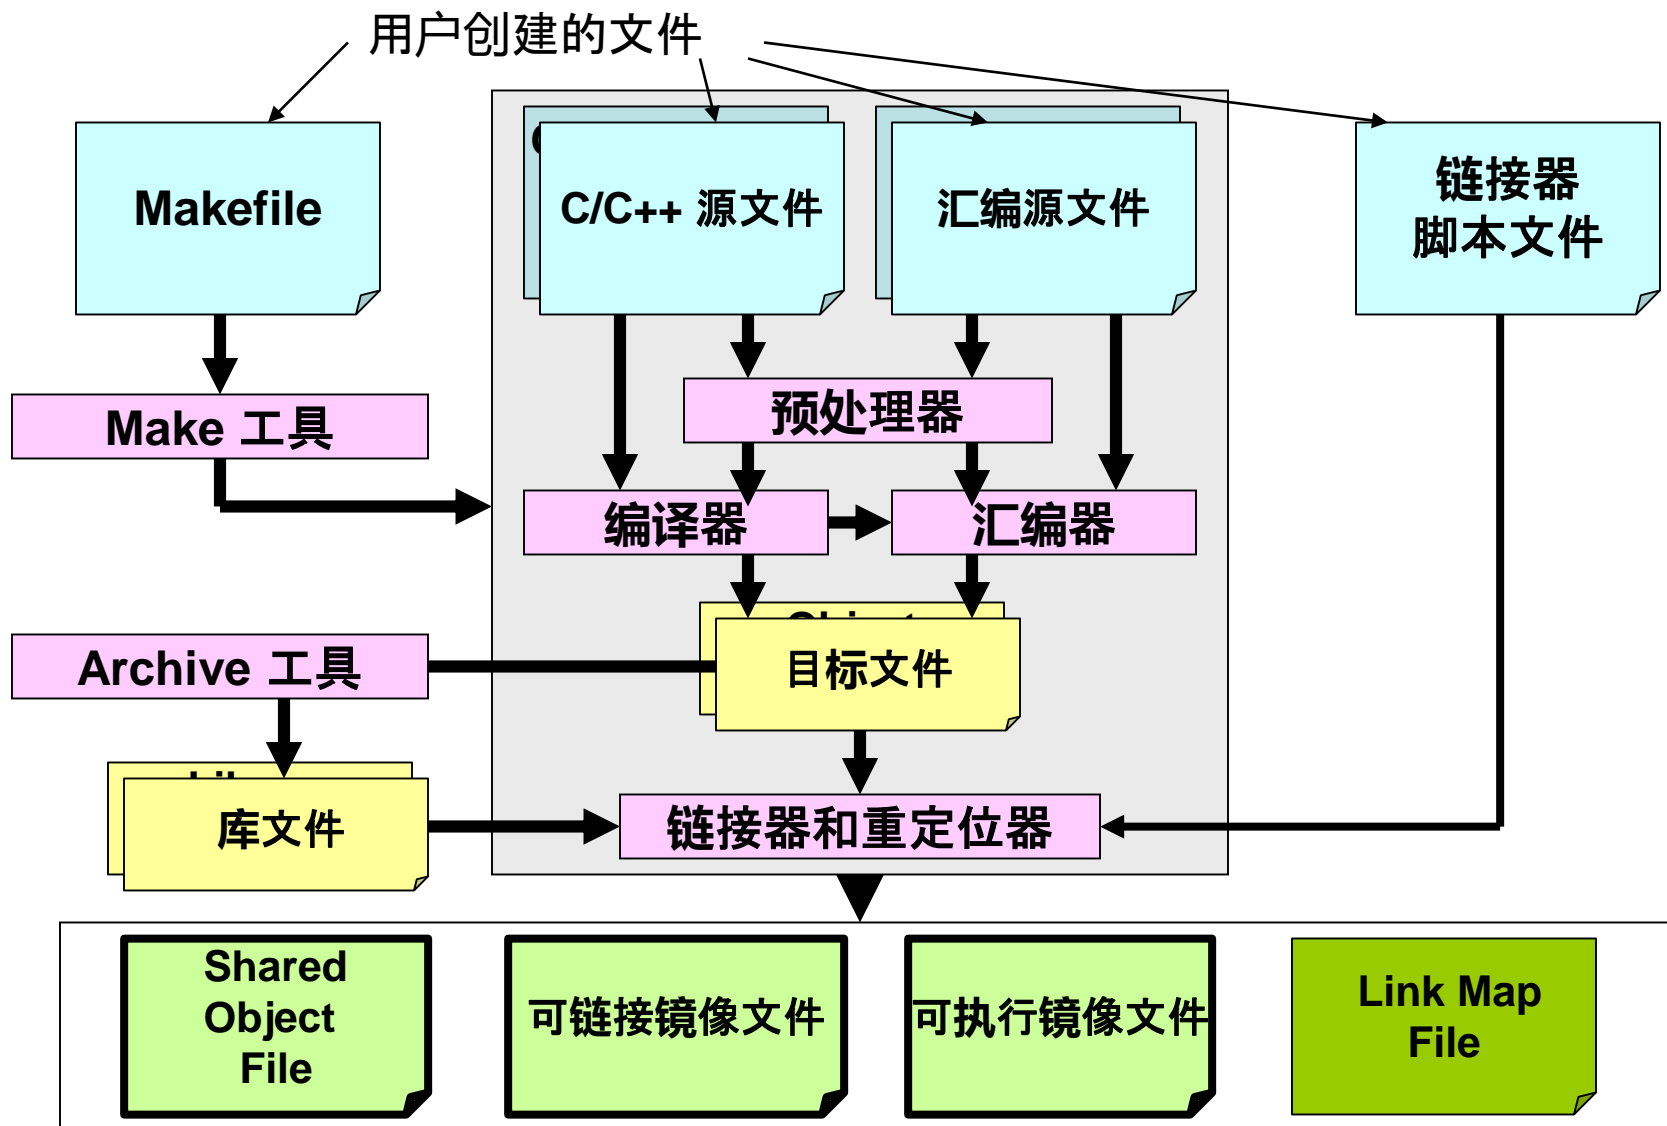 用户创建的文件
Makefile
C/C++ 源文件
汇编源文件
链接器
脚本文件
预处理器
Make 工具
编译器
汇编器
Archive 工具
目标文件
库文件
链接器和重定位器
Shared
Object
File
可链接镜像文件
可执行镜像文件
Link Map
File